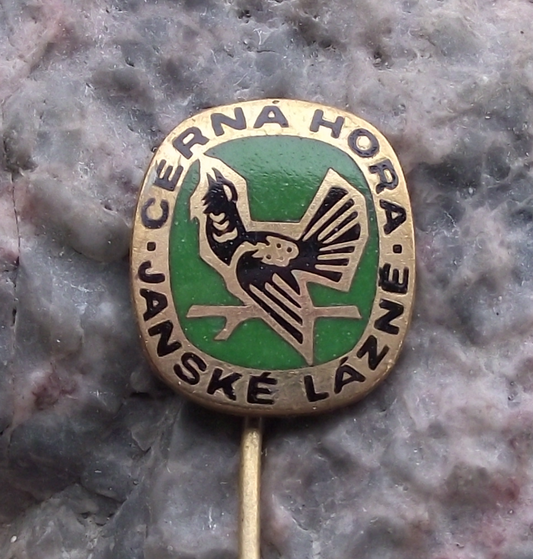 ČERNÁ HORA
· JANSKÉ LÁZNĚ ·